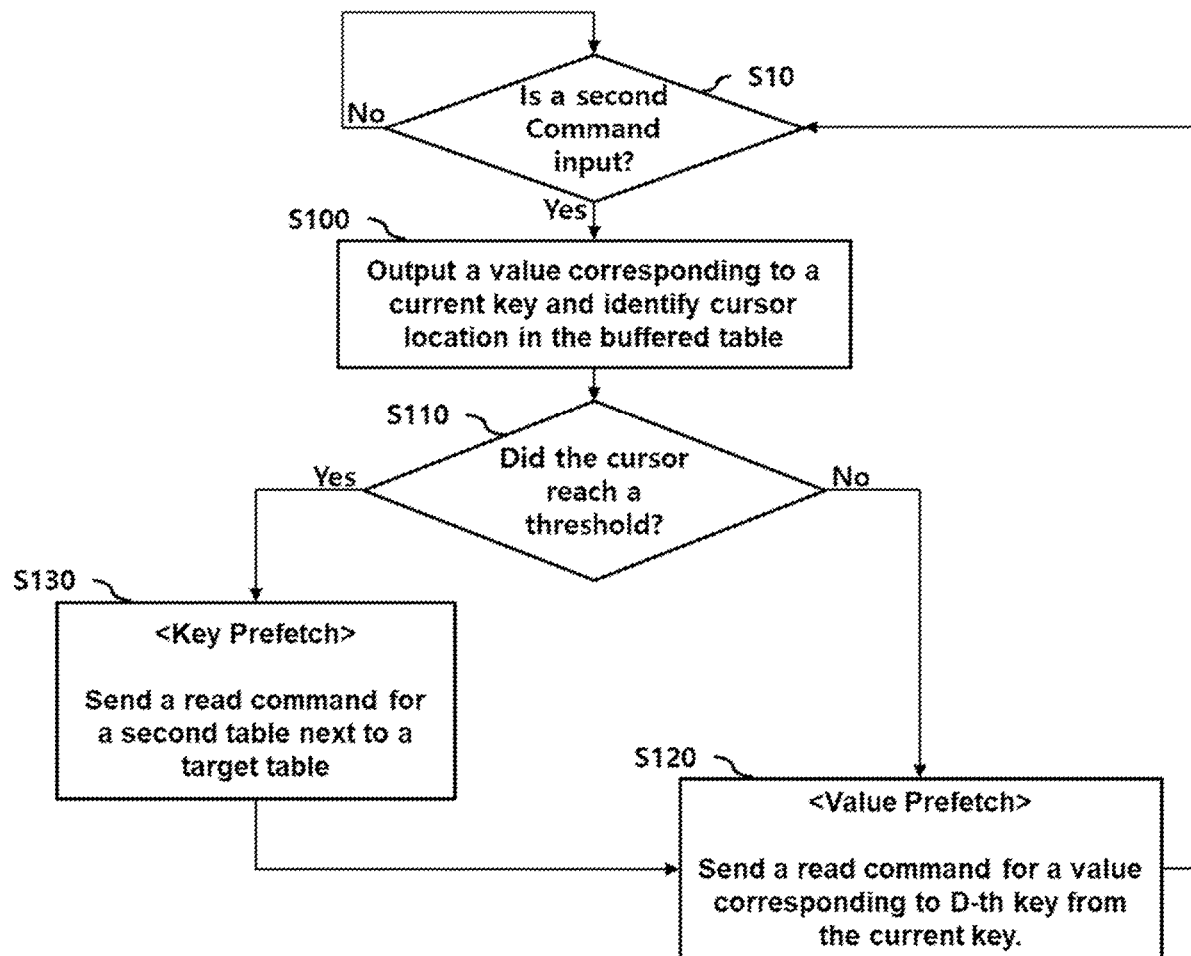 S10
Is a second
Command
input?
No
Yes
S100
Output a value corresponding to a
current key and identify cursor
location in the buffered table
S110
Did the cursor
reach a
threshold?
Yes
No
S130
<Key Prefetch>
Send a read command for
a second table next to a
target table
S120
<Value Prefetch>
Send a read command for a value
corresponding to D-th key from
the current key.